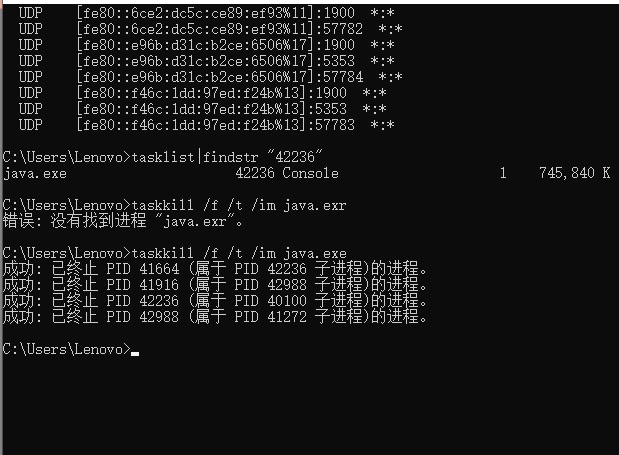 UDP    [fe80::6ce2:dc5c:ce89:ef93%11]:1900  *:*
UDP    [fe80::6ce2:dc5c:ce89:ef93%11]:57782  *:*
UDP    [fe80::e96b:d31c:b2ce:6506%17]:1900  *:*
UDP    [fe80::e96b:d31c:b2ce:6506%17]:5353  *:*
UDP    [fe80::e96b:d31c:b2ce:6506%17]:57784  *:*
UDP    [fe80::f46c:1dd:97ed:f24b%13]:1900  *:*
UDP    [fe80::f46c:1dd:97ed:f24b%13]:5353  *:*
UDP    [fe80::f46c:1dd:97ed:f24b%13]:57783  *:*
C:\Users\Lenovo>tasklist|findstr "42236"
java.exe                     42236 Console                    1    745,840 K
C:\Users\Lenovo>taskkill /f /t /im java.exr
错误: 没有找到进程 "java.exr"。
C:\Users\Lenovo>taskkill /f /t /im java.exe
成功: 已终止 PID 41664 (属于 PID 42236 子进程)的进程。
成功: 已终止 PID 41916 (属于 PID 42988 子进程)的进程。
成功: 已终止 PID 42236 (属于 PID 40100 子进程)的进程。
成功: 已终止 PID 42988 (属于 PID 41272 子进程)的进程。
C:\Users\Lenovo>